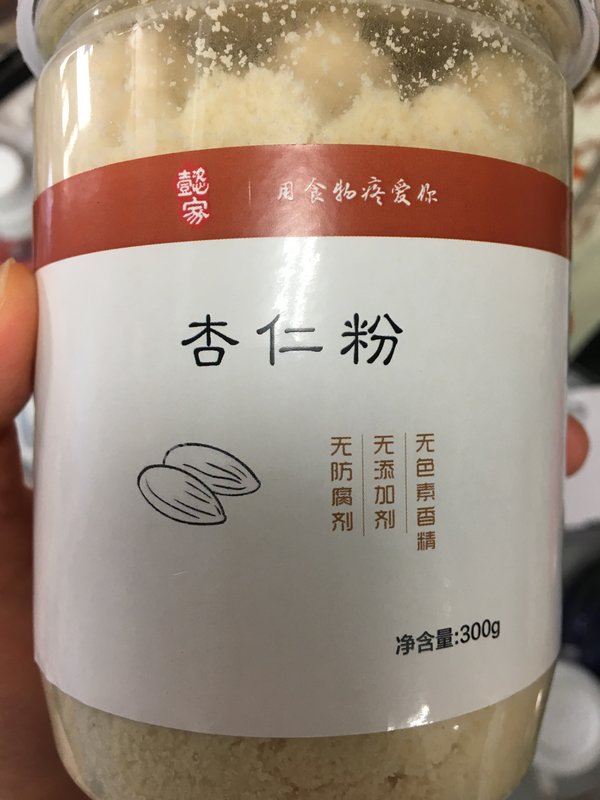 懿家
用食物疼爱你
杏仁粉
无色素香精
无添加剂
无防腐剂
净含量:300g